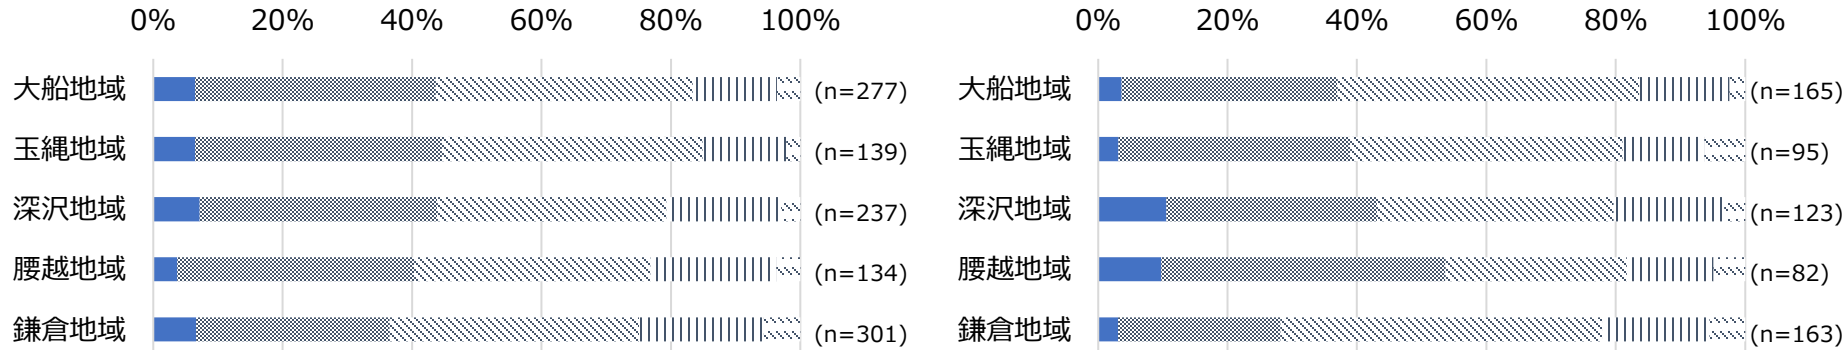 0% 20% 40% 60% 80% 100%
大船地域 (n=277)
玉縄地域 (n=139)
深沢地域 (n=237)
腰越地域 (n=134)
鎌倉地域 (n=301)
0% 20% 40% 60% 80% 100%
大船地域 (n=165)
玉縄地域 (n=95)
深沢地域 (n=123)
腰越地域 (n=82)
鎌倉地域 (n=163)